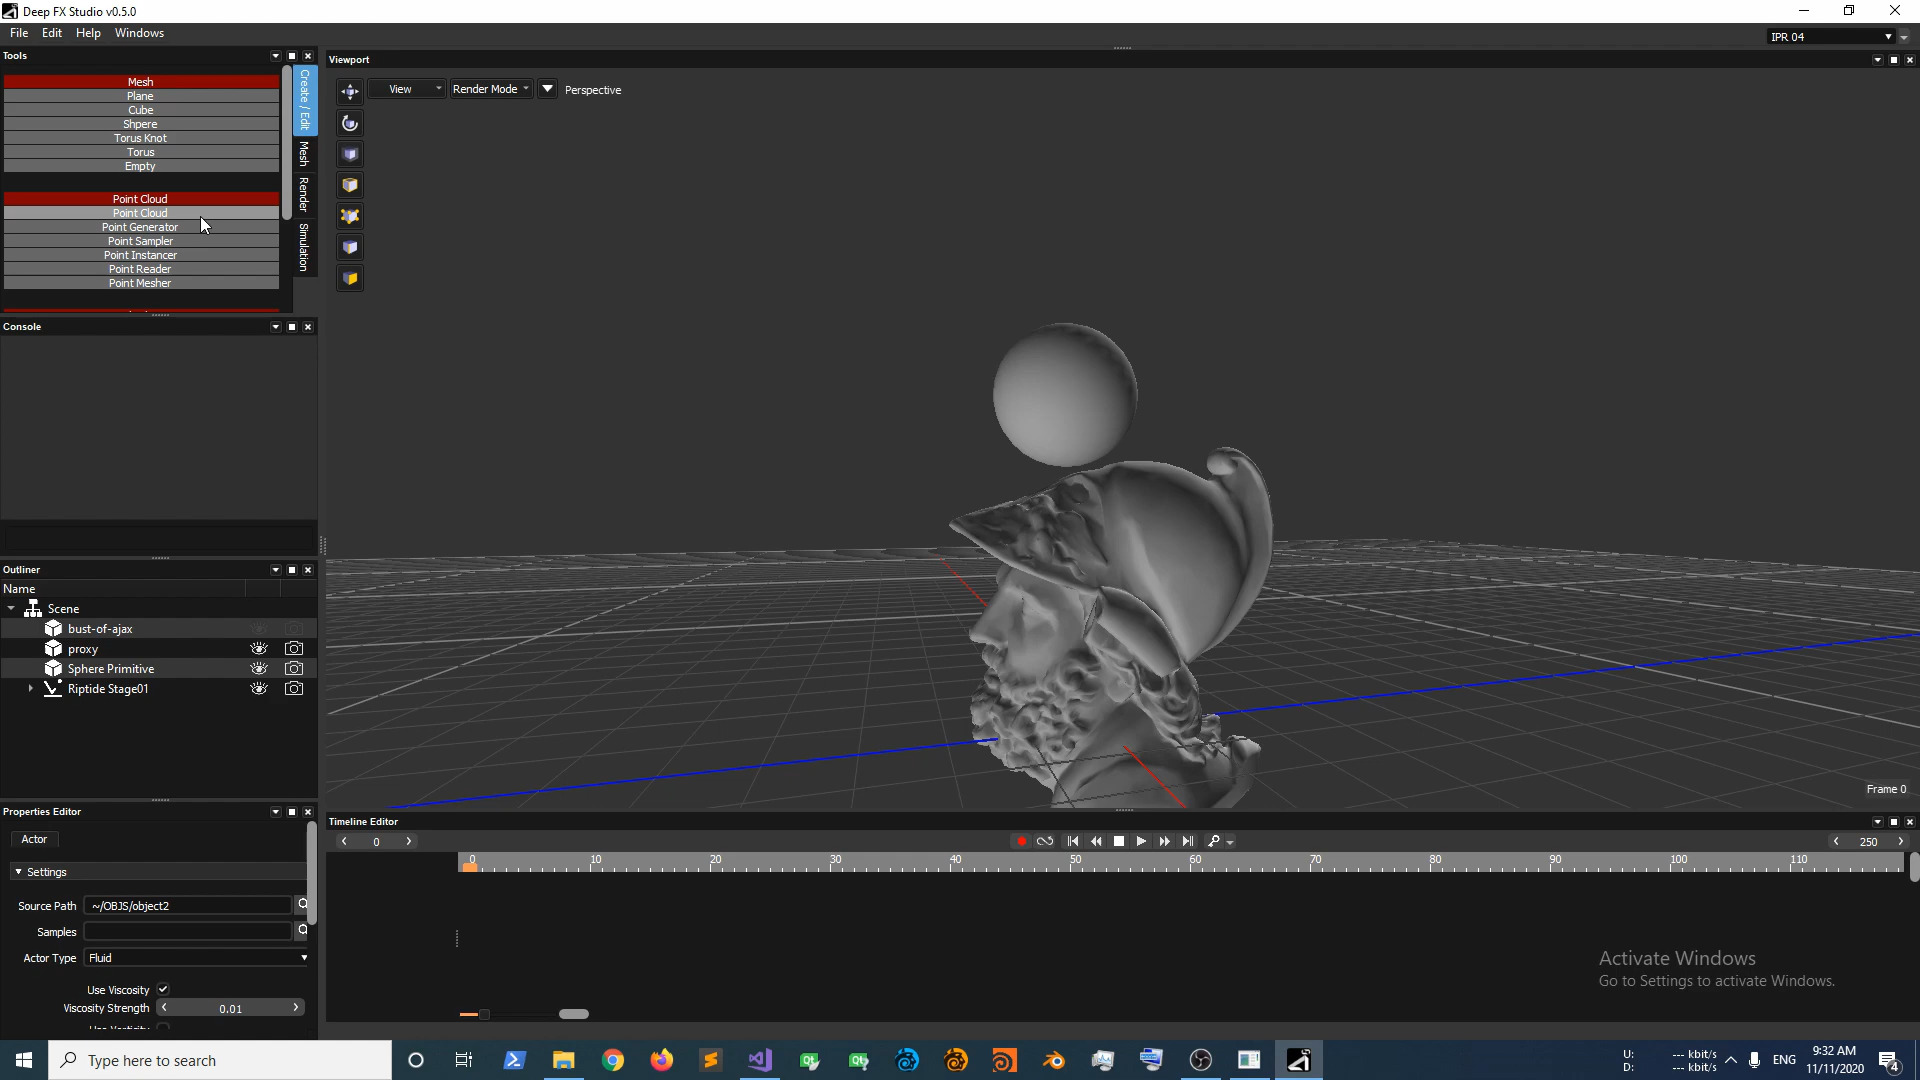 Deep FX Studio v0.5.0
File Edit Help Windows
IPR 04
Tools
Mesh
Plane
Cube
Shpere
Torus Knot
Torus
Empty
Point Cloud
Point Cloud
Point Generator
Point Sampler
Point Instancer
Point Reader
Point Mesher
Create / Edit
Mesh
Render
Simulation
Console
Outliner
Name
Scene
bust-of-ajax
proxy
Sphere Primitive
Riptide Stage01
Properties Editor
Actor
Settings
Source Path ~/OBJS/object2
Samples
Actor Type Fluid
Use Viscosity
Viscosity Strength 0.01
Viewport
View Render Mode Perspective
Frame 0
Timeline Editor
0 250
0 10 20 30 40 50 60 70 80 90 100 110
Activate Windows
Go to Settings to activate Windows.
Type here to search
U: --- kbit/s
D: --- kbit/s
ENG
9:32 AM
11/11/2020
4